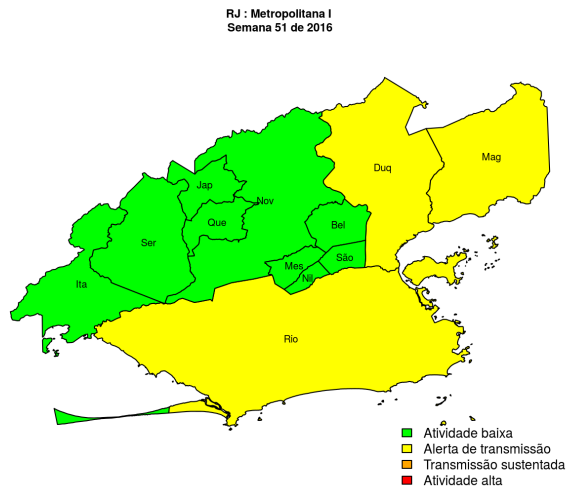 RJ : Metropolitana I
Semana 51 de 2016
Mag
Duq
Jap
Nov
Que
Bel
Ser
São
Mes
Nil
Ita
Rio
Atividade baixa
Alerta de transmissão
Transmissão sustentada
Atividade alta